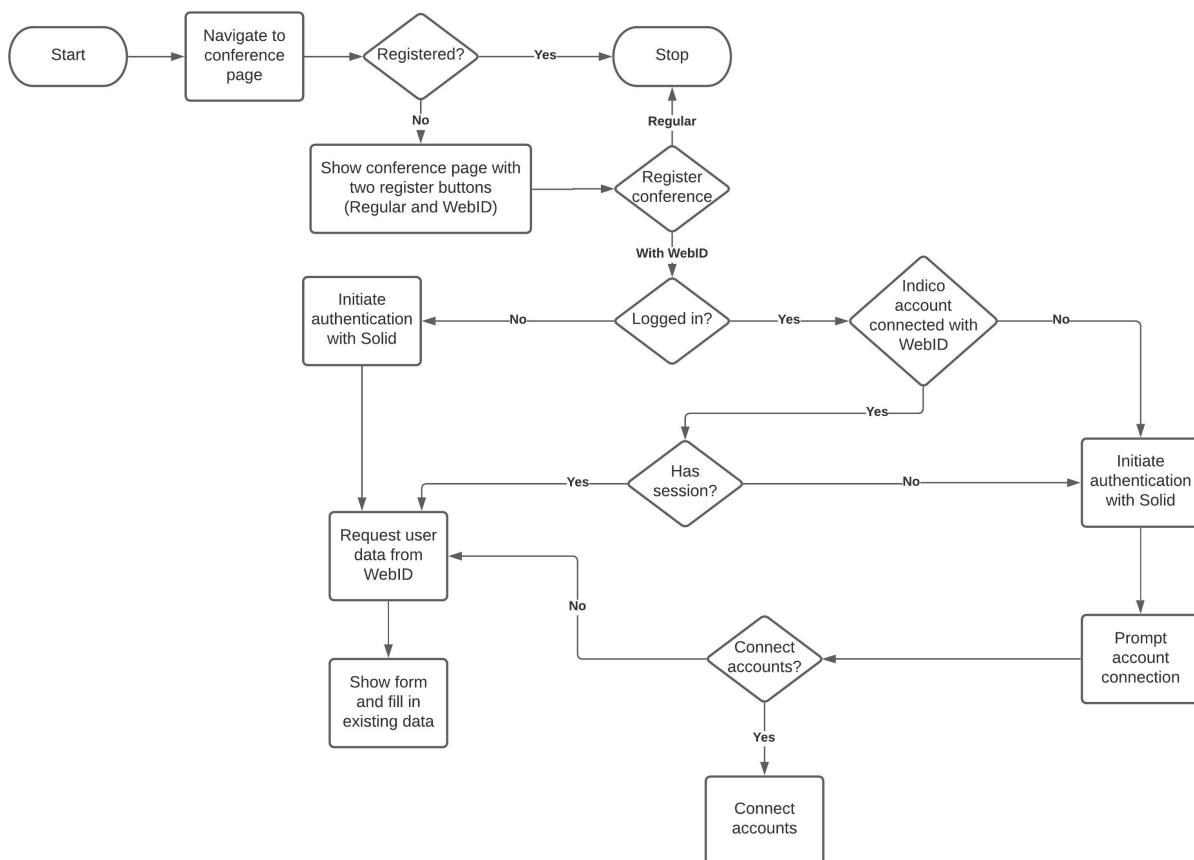 Start
Navigate to
conference
page
Registered?
Yes
Stop
No
Regular
Show conference page with
two register buttons
(Regular and WebID)
Register
conference
With WebID
Initiate
authentication
with Solid
No
Logged in?
Yes
Indico
account
connected with
WebID
No
Yes
Has
session?
Yes
No
Initiate
authentication
with Solid
Request user
data from
WebID
No
Connect
accounts?
Prompt
account
connection
Show form
and fill in
existing data
Yes
Connect
accounts